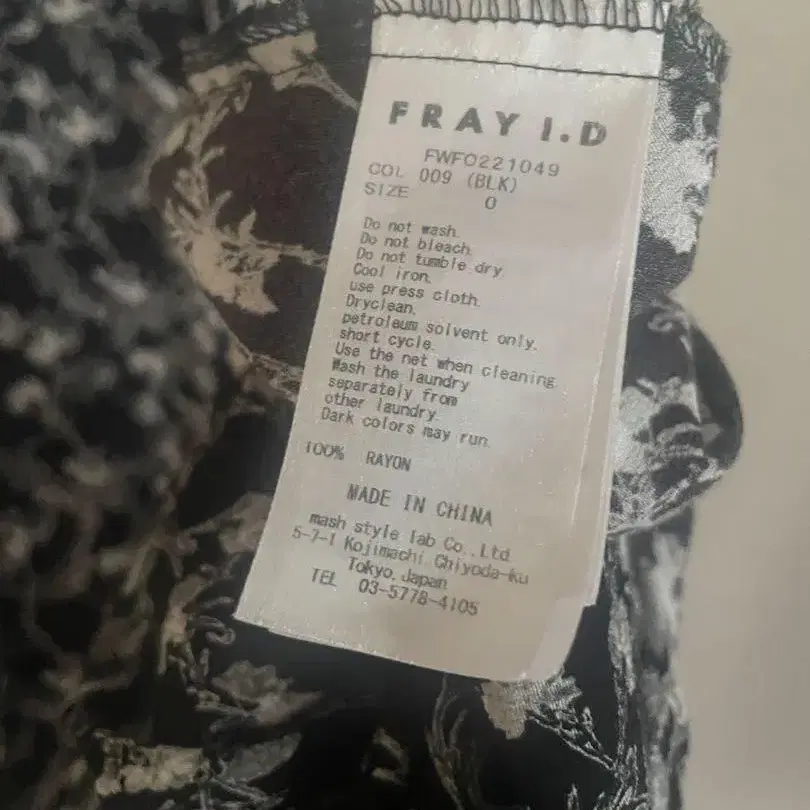 FRAY I.D
FWFO221049
COL 009 (BLK)
SIZE 0
Do not wash.
Do not bleach.
Do not tumble dry.
Cool iron.
use press cloth.
Dryclean.
petroleum solvent only.
short cycle.
Use the net when cleaning.
Wash the laundry
separately from
other laundry.
Dark colors may run.
100% RAYON
MADE IN CHINA
mash style lab Co., Ltd.
5-7-1 Kojimachi Chiyoda-ku
Tokyo, Japan
TEL 03-5778-4105